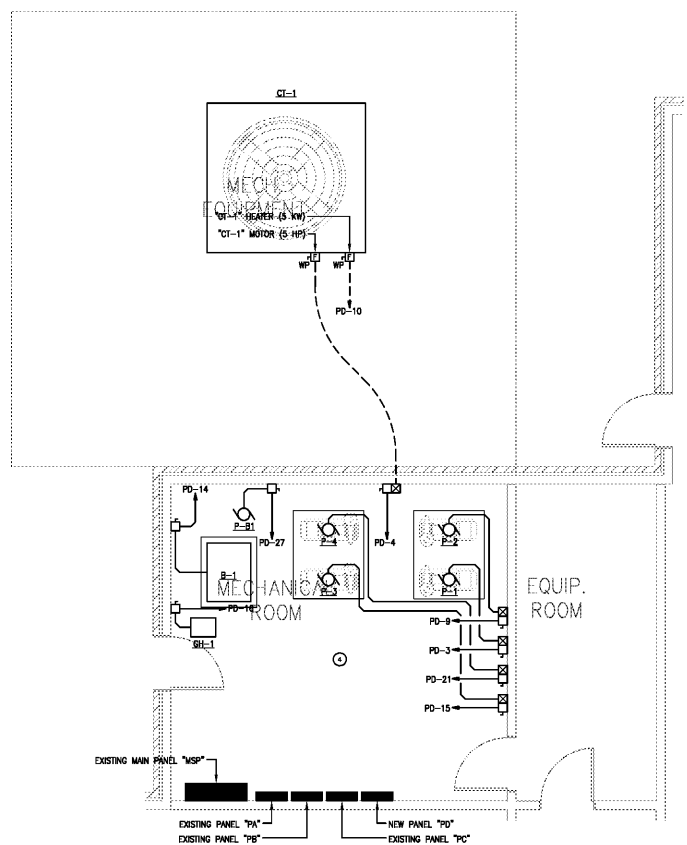 CT-1
MECH.
EQUIPMENT
"CT-1" HEATER (5 KW)
"CT-1" MOTOR (5 HP)
F
F
WP
WP
PD-10
PD-14
P-B1
PD-27
P-4
PD-4
P-2
B-1
P-3
P-1
MECHANICAL
ROOM
EQUIP.
ROOM
PD-16
GH-1
PD-9
PD-3
4
PD-21
PD-15
EXISTING MAIN PANEL "MSP"
EXISTING PANEL "PA"
NEW PANEL "PD"
EXISTING PANEL "PB"
EXISTING PANEL "PC"